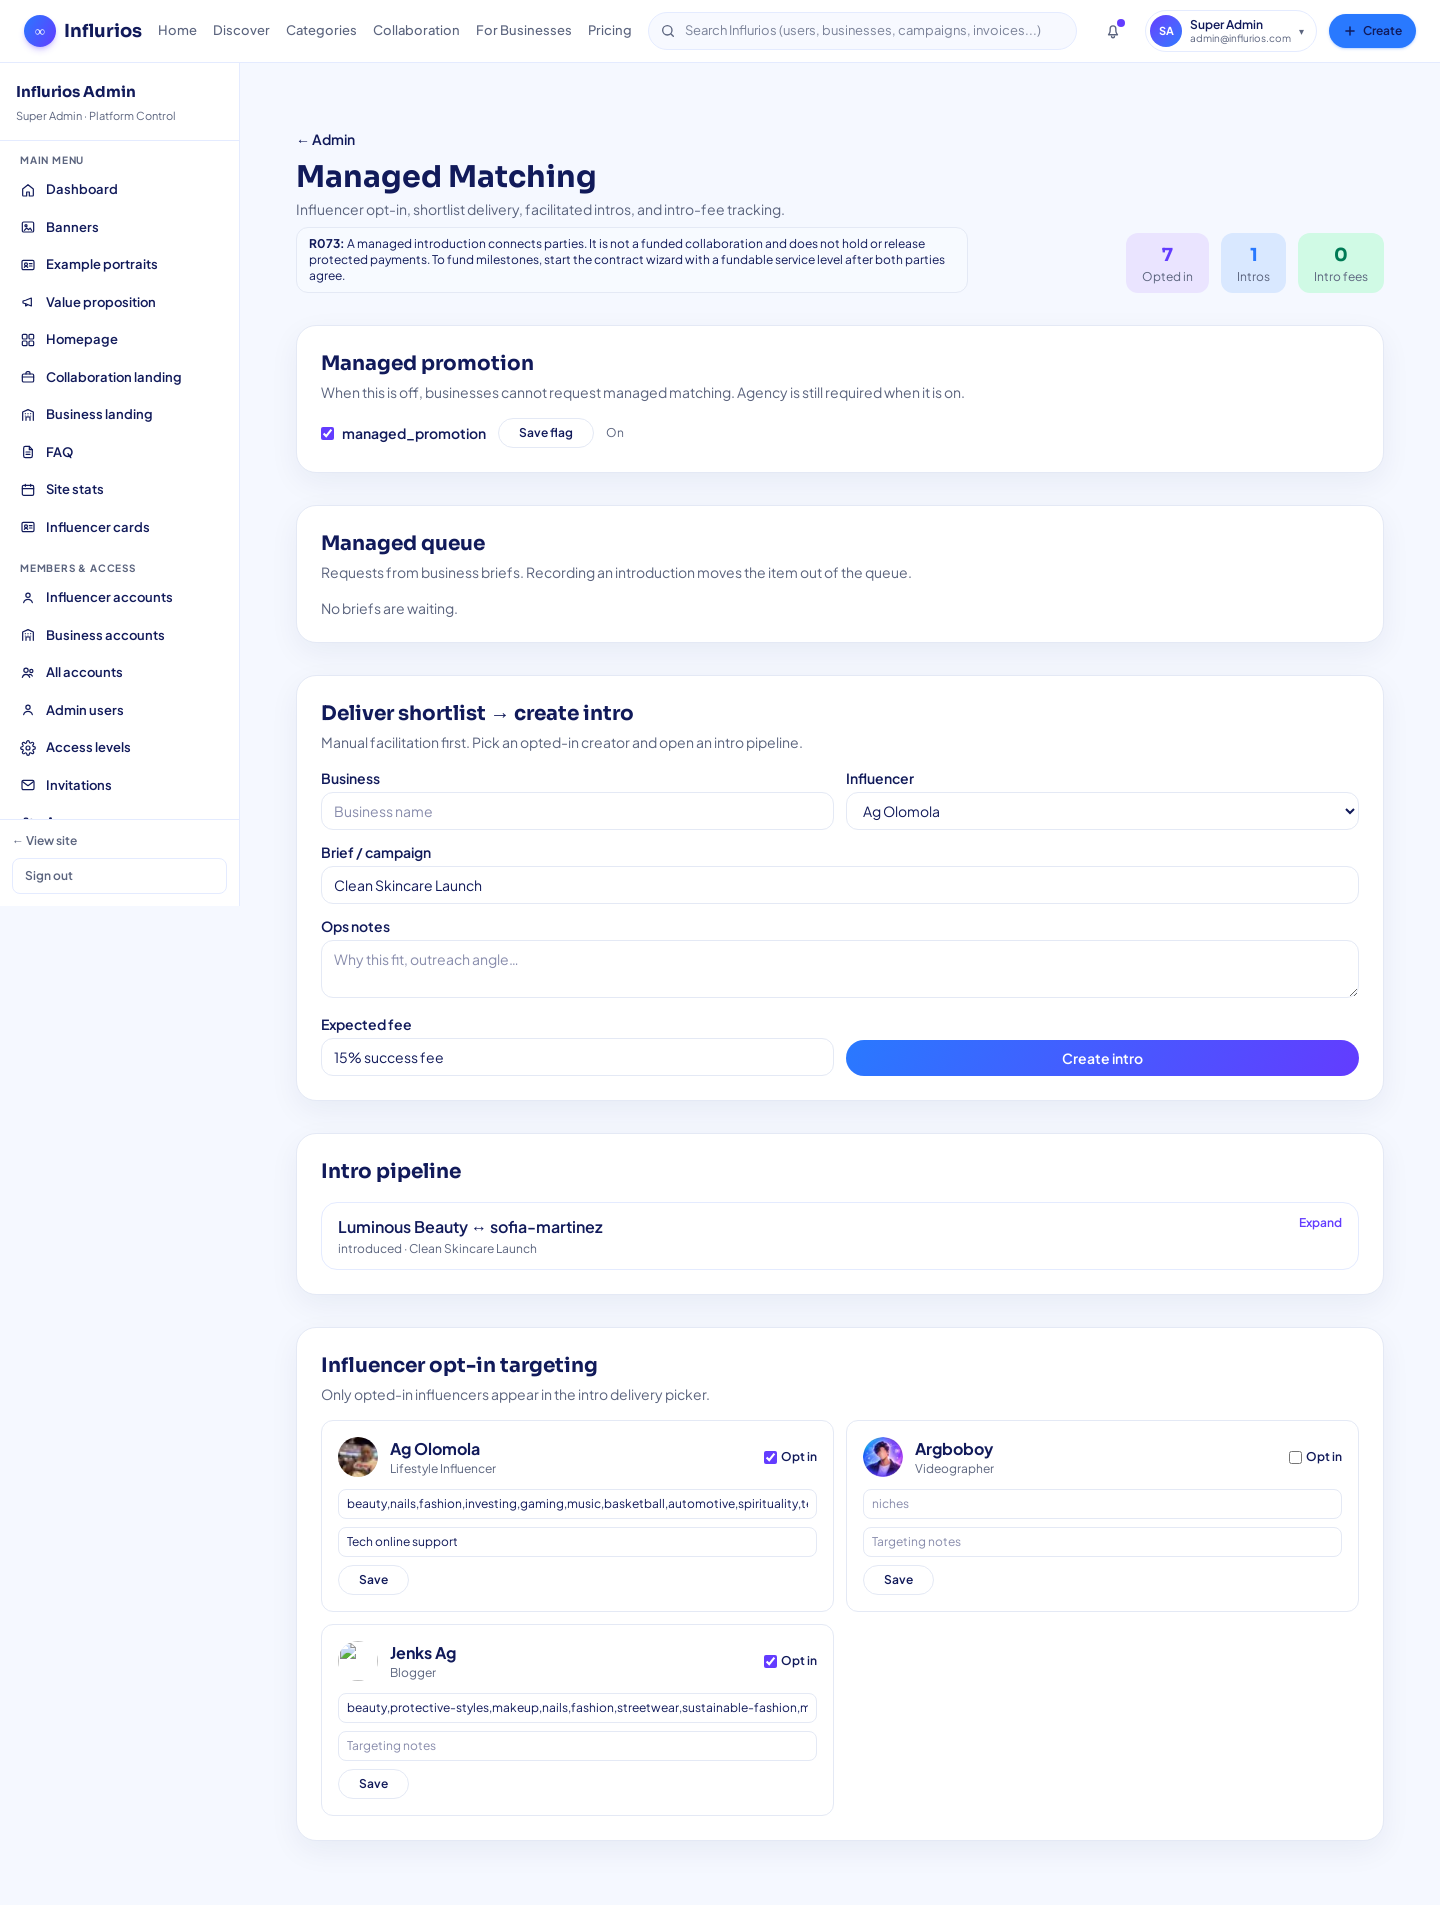 ∞ Influrios Home Discover Categories Collaboration For Businesses Pricing Search Influrios (users, businesses, campaigns, invoices...) SA Super Admin admin@influrios.com ▾ + Create
Influrios Admin
Super Admin · Platform Control
MAIN MENU
Dashboard
Banners
Example portraits
Value proposition
Homepage
Collaboration landing
Business landing
FAQ
Site stats
Influencer cards
MEMBERS & ACCESS
Influencer accounts
Business accounts
All accounts
Admin users
Access levels
Invitations
← View site
Sign out
← Admin
Managed Matching
Influencer opt-in, shortlist delivery, facilitated intros, and intro-fee tracking.
R073: A managed introduction connects parties. It is not a funded collaboration and does not hold or release
protected payments. To fund milestones, start the contract wizard with a fundable service level after both parties
agree.
7 1 0
Opted in Intros Intro fees
Managed promotion
When this is off, businesses cannot request managed matching. Agency is still required when it is on.
managed_promotion Save flag On
Managed queue
Requests from business briefs. Recording an introduction moves the item out of the queue.
No briefs are waiting.
Deliver shortlist → create intro
Manual facilitation first. Pick an opted-in creator and open an intro pipeline.
Business Influencer
Business name Ag Olomola
Brief / campaign
Clean Skincare Launch
Ops notes
Why this fit, outreach angle…
Expected fee
15% success fee Create intro
Intro pipeline
Luminous Beauty ↔ sofia-martinez Expand
introduced · Clean Skincare Launch
Influencer opt-in targeting
Only opted-in influencers appear in the intro delivery picker.
Ag Olomola
Lifestyle Influencer
Opt in
beauty,nails,fashion,investing,gaming,music,basketball,automotive,spirituality,te
Tech online support
Save
Argboboy
Videographer
Opt in
niches
Targeting notes
Save
Jenks Ag
Blogger
Opt in
beauty,protective-styles,makeup,nails,fashion,streetwear,sustainable-fashion,m
Targeting notes
Save